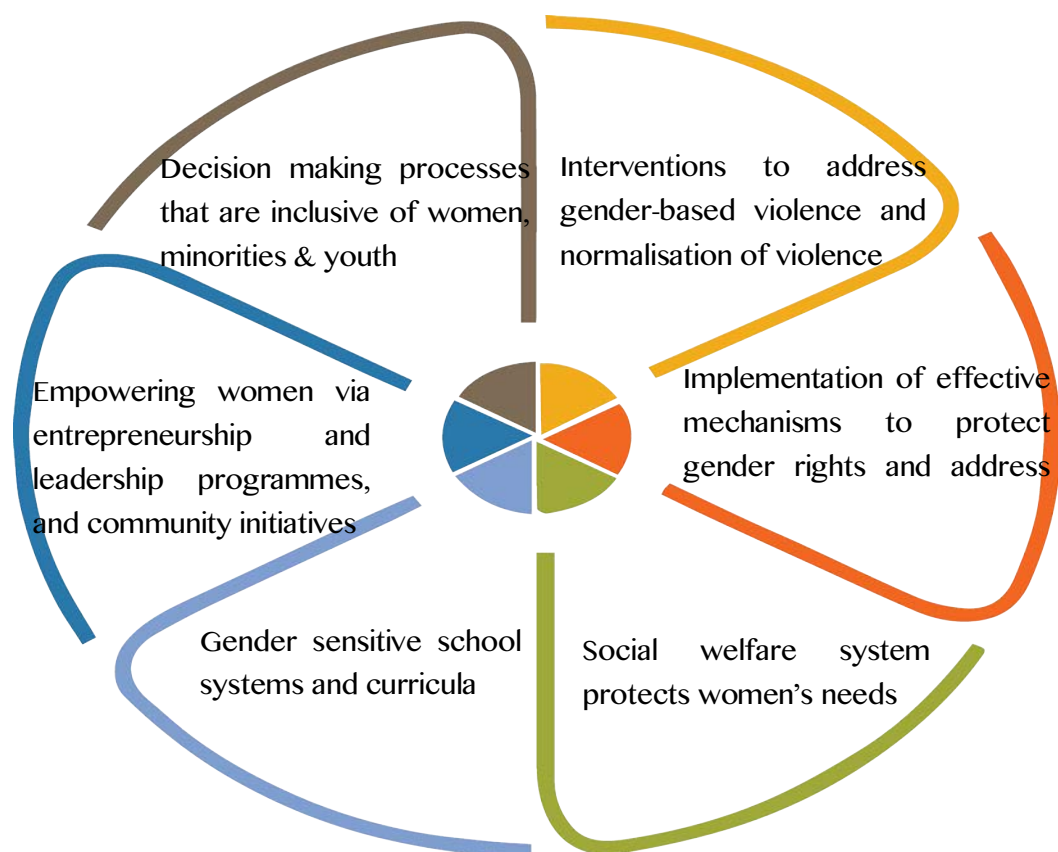 Decision making processes
that are inclusive of women,
minorities & youth
Interventions to address
gender-based violence and
normalisation of violence
Implementation of effective
mechanisms to protect
gender rights and address
Social welfare system
protects women’s needs
Gender sensitive school
systems and curricula
Empowering women via
entrepreneurship and
leadership programmes,
and community initiatives